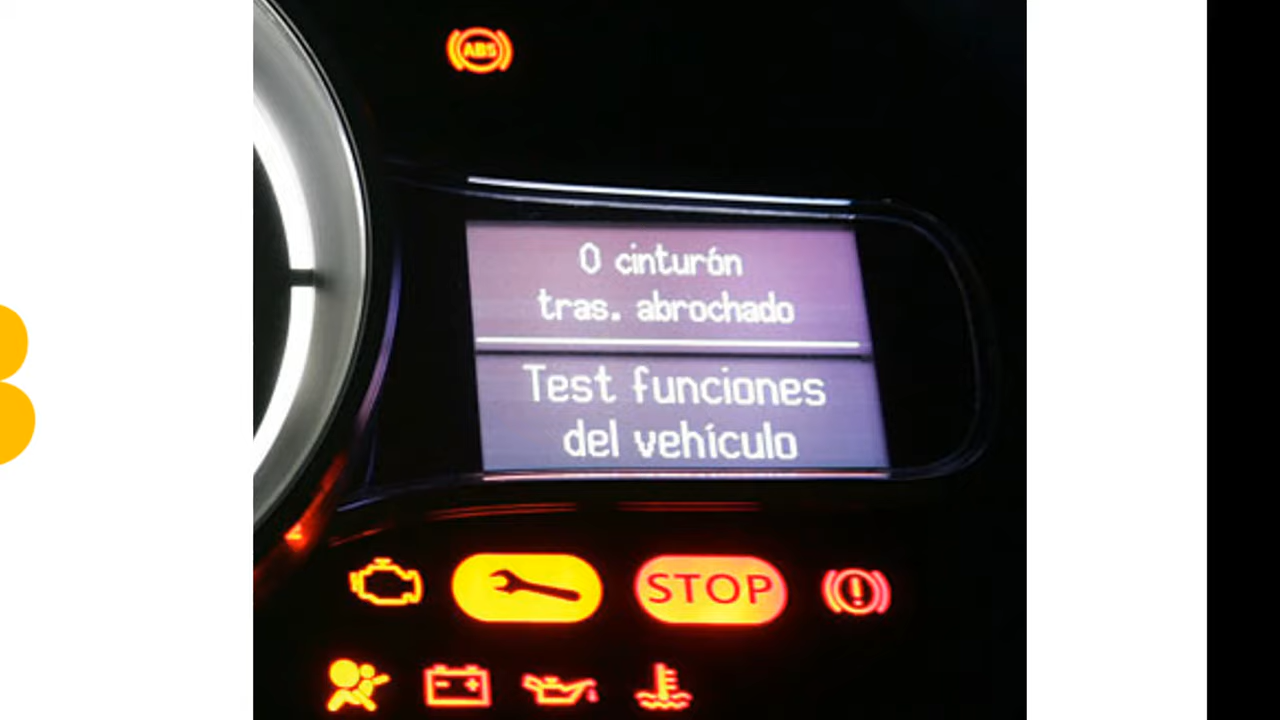 ABS
0 cinturón
tras. abrochado
Test funciones
del vehículo
STOP